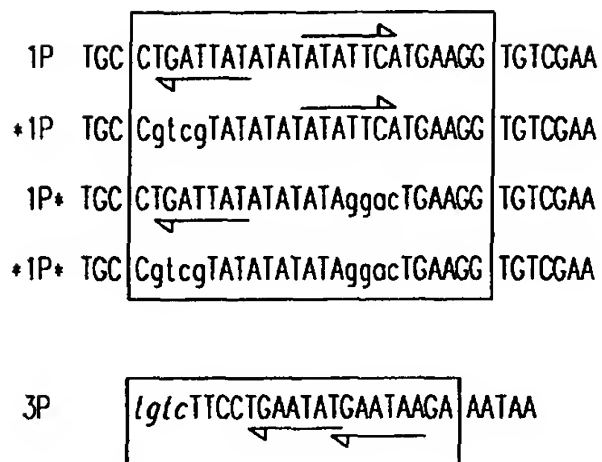 1P TGC CTGATTATATATATATTCATGAAGG TGTCGAA
*1P TGC CgtcgTATATATATATTCATGAAGG TGTCGAA
1P* TGC CTGATTATATATATAggacTGAAGG TGTCGAA
*1P* TGC CgtcgTATATATATAggacTGAAGG TGTCGAA
3P tgtcTTCCTGAATATGAATAAGA AATAA